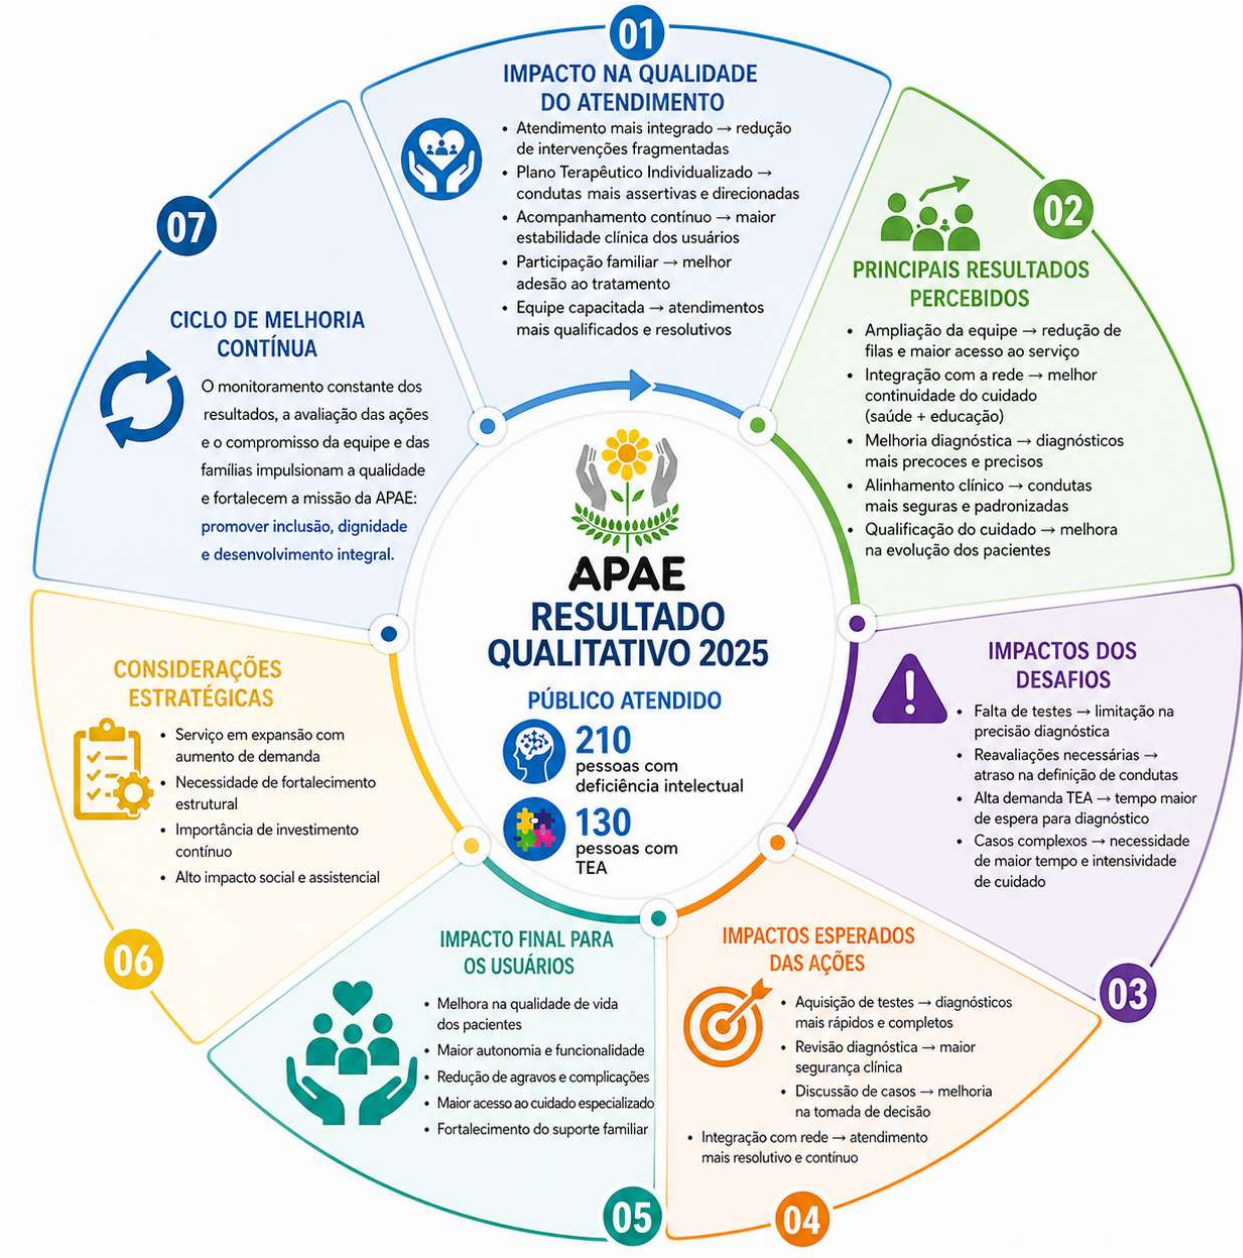 01
IMPACTO NA QUALIDADE
DO ATENDIMENTO
• Atendimento mais integrado → redução
de intervenções fragmentadas
• Plano Terapêutico Individualizado →
condutas mais assertivas e direcionadas
• Acompanhamento contínuo → maior
estabilidade clínica dos usuários
• Participação familiar → melhor
adesão ao tratamento
• Equipe capacitada → atendimentos
mais qualificados e resolutivos
02
PRINCIPAIS RESULTADOS
PERCEBIDOS
• Ampliação da equipe → redução de
filas e maior acesso ao serviço
• Integração com a rede → melhor
continuidade do cuidado
(saúde + educação)
• Melhoria diagnóstica → diagnósticos
mais precoces e precisos
• Alinhamento clínico → condutas
mais seguras e padronizadas
• Qualificação do cuidado → melhora
na evolução dos pacientes
IMPACTOS DOS
DESAFIOS
• Falta de testes → limitação na
precisão diagnóstica
• Reavaliações necessárias →
atraso na definição de condutas
• Alta demanda TEA → tempo maior
de espera para diagnóstico
• Casos complexos → necessidade
de maior tempo e intensividade
de cuidado
03
IMPACTOS ESPERADOS
DAS AÇÕES
• Aquisição de testes → diagnósticos
mais rápidos e completos
• Revisão diagnóstica → maior
segurança clínica
• Discussão de casos → melhoria
na tomada de decisão
• Integração com rede → atendimento
mais resolutivo e contínuo
04
IMPACTO FINAL PARA
OS USUÁRIOS
• Melhora na qualidade de vida
dos pacientes
• Maior autonomia e funcionalidade
• Redução de agravos e complicações
• Maior acesso ao cuidado especializado
• Fortalecimento do suporte familiar
05
CONSIDERAÇÕES
ESTRATÉGICAS
• Serviço em expansão com
aumento de demanda
• Necessidade de fortalecimento
estrutural
• Importância de investimento
contínuo
• Alto impacto social e assistencial
06
07
CICLO DE MELHORIA
CONTÍNUA
O monitoramento constante dos
resultados, a avaliação das ações
e o compromisso da equipe e das
famílias impulsionam a qualidade
e fortalecem a missão da APAE:
promover inclusão, dignidade
e desenvolvimento integral.
APAE
RESULTADO
QUALITATIVO 2025
PÚBLICO ATENDIDO
210
pessoas com
deficiência intelectual
130
pessoas com
TEA